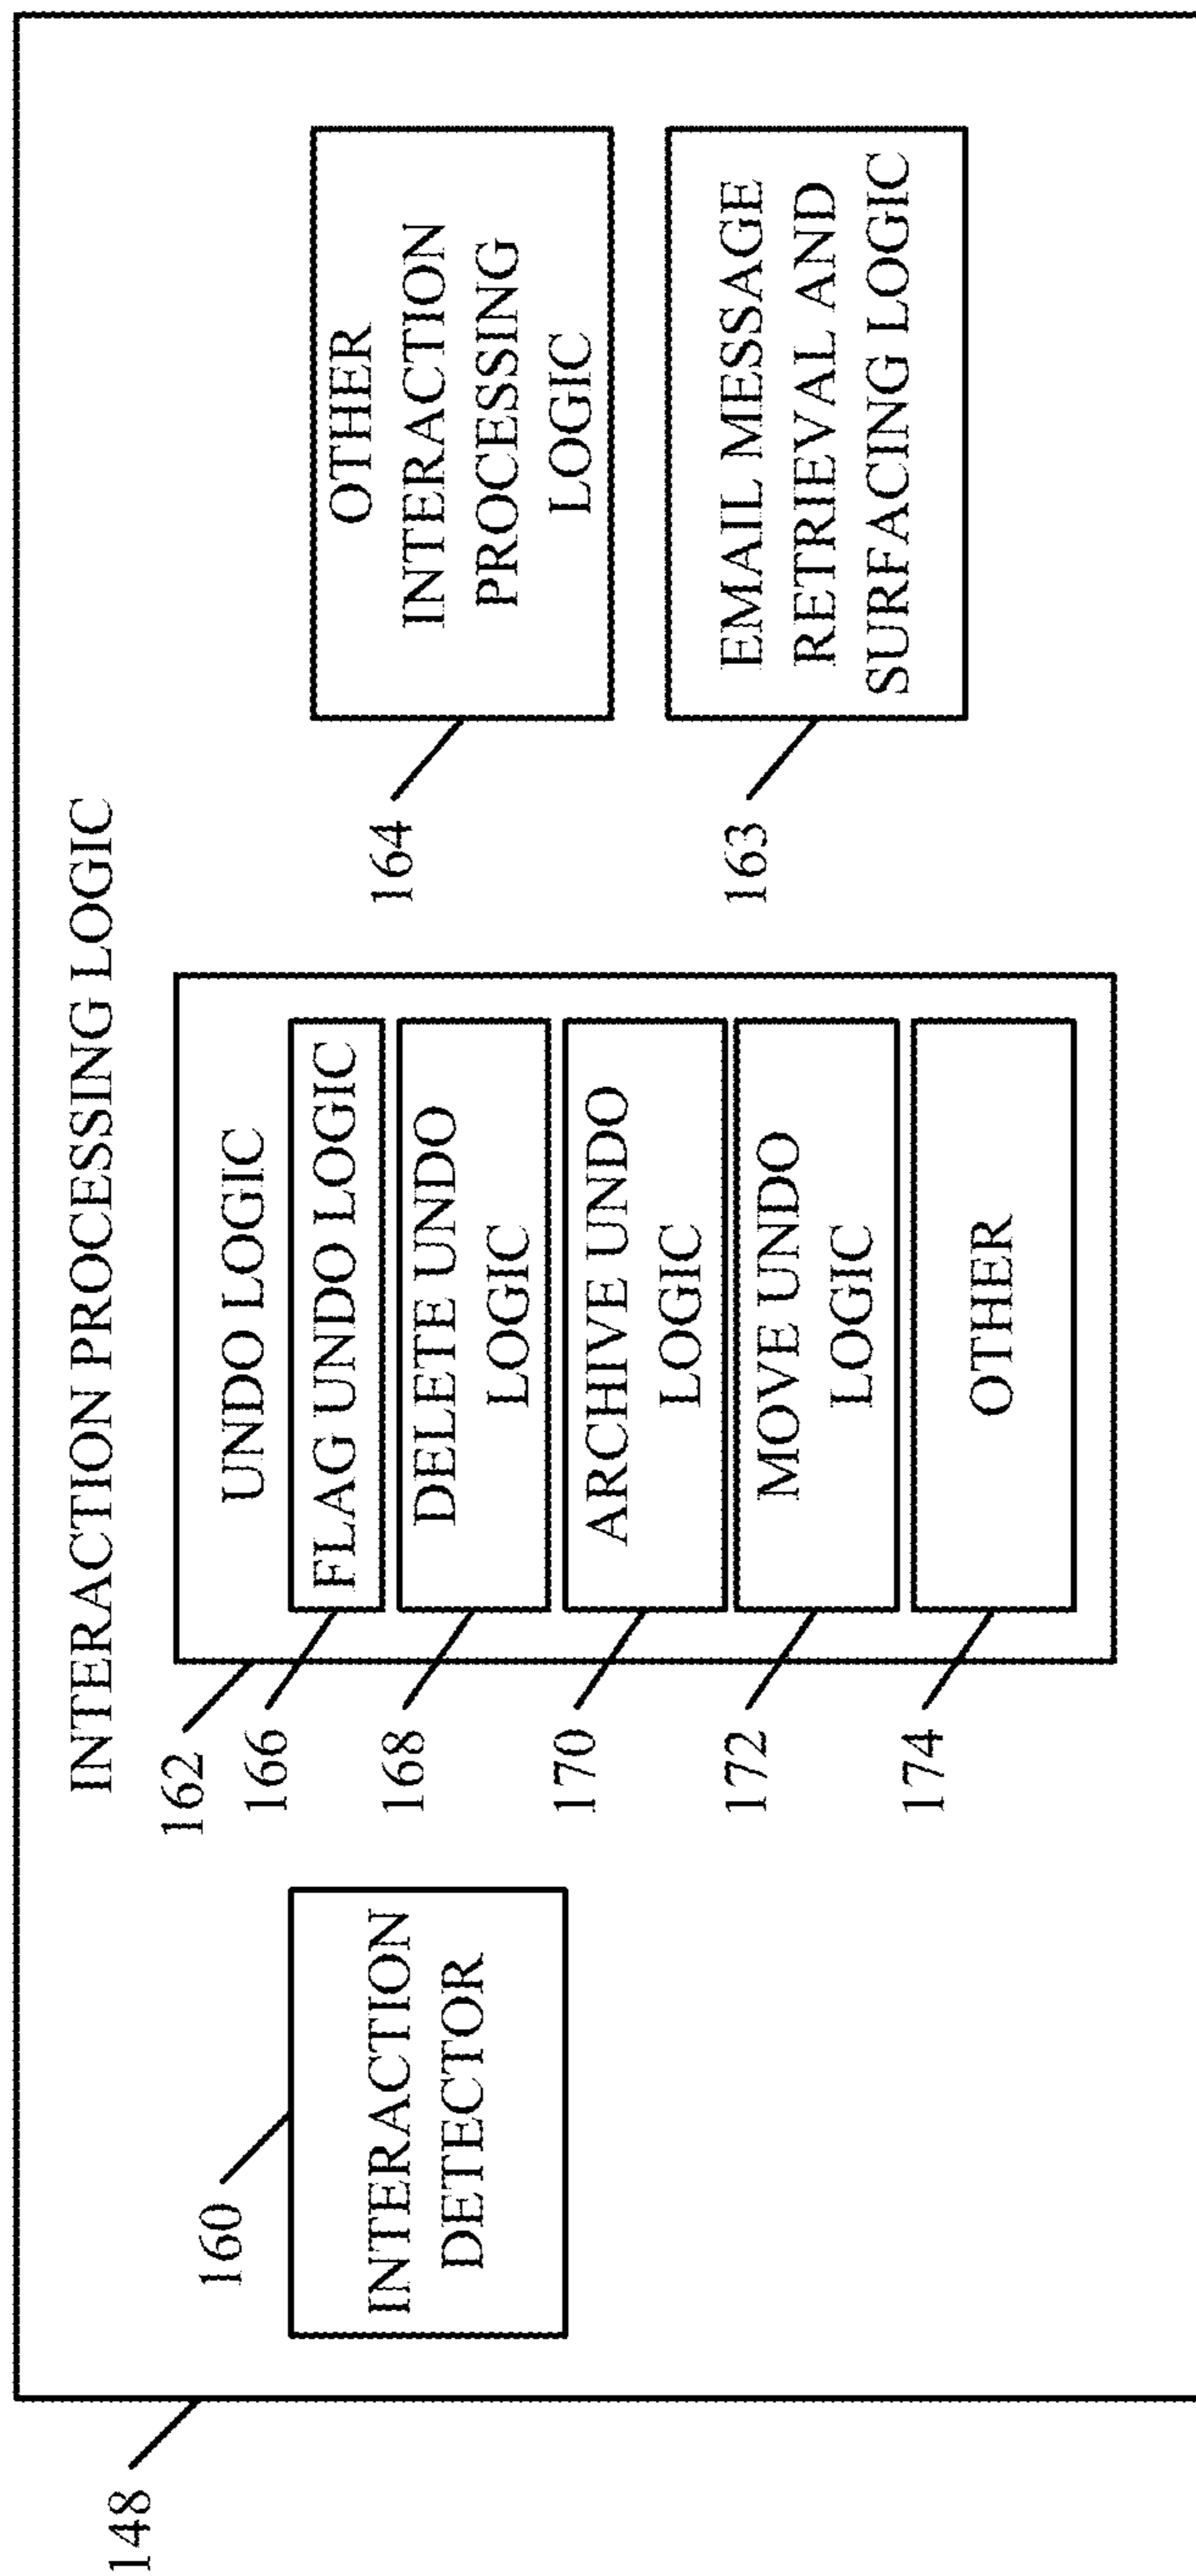 148
INTERACTION PROCESSING LOGIC
160
INTERACTION
DETECTOR
162
UNDO LOGIC
166
FLAG UNDO LOGIC
168
DELETE UNDO
LOGIC
170
ARCHIVE UNDO
LOGIC
172
MOVE UNDO
LOGIC
174
OTHER
164
OTHER
INTERACTION
PROCESSING
LOGIC
163
EMAIL MESSAGE
RETRIEVAL AND
SURFACING LOGIC